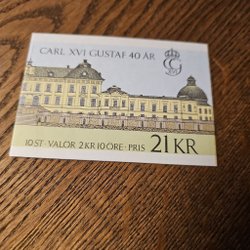 CARL XVI GUSTAF 40 ÅR
10 ST · VALÖR 2 KR 10 ÖRE · PRIS 21 KR